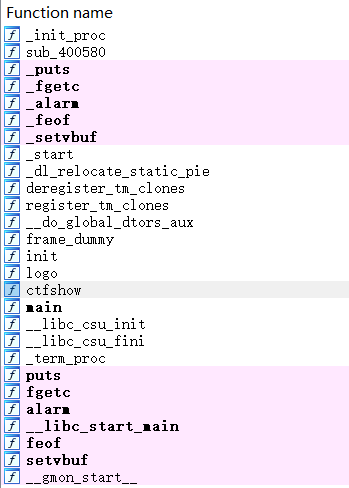 Function name
f _init_proc
f sub_400580
f _puts
f _fgetc
f _alarm
f _feof
f _setvbuf
f _start
f _dl_relocate_static_pie
f deregister_tm_clones
f register_tm_clones
f __do_global_dtors_aux
f frame_dummy
f init
f logo
f ctfshow
f main
f __libc_csu_init
f __libc_csu_fini
f _term_proc
f puts
f fgetc
f alarm
f __libc_start_main
f feof
f setvbuf
f __gmon_start__